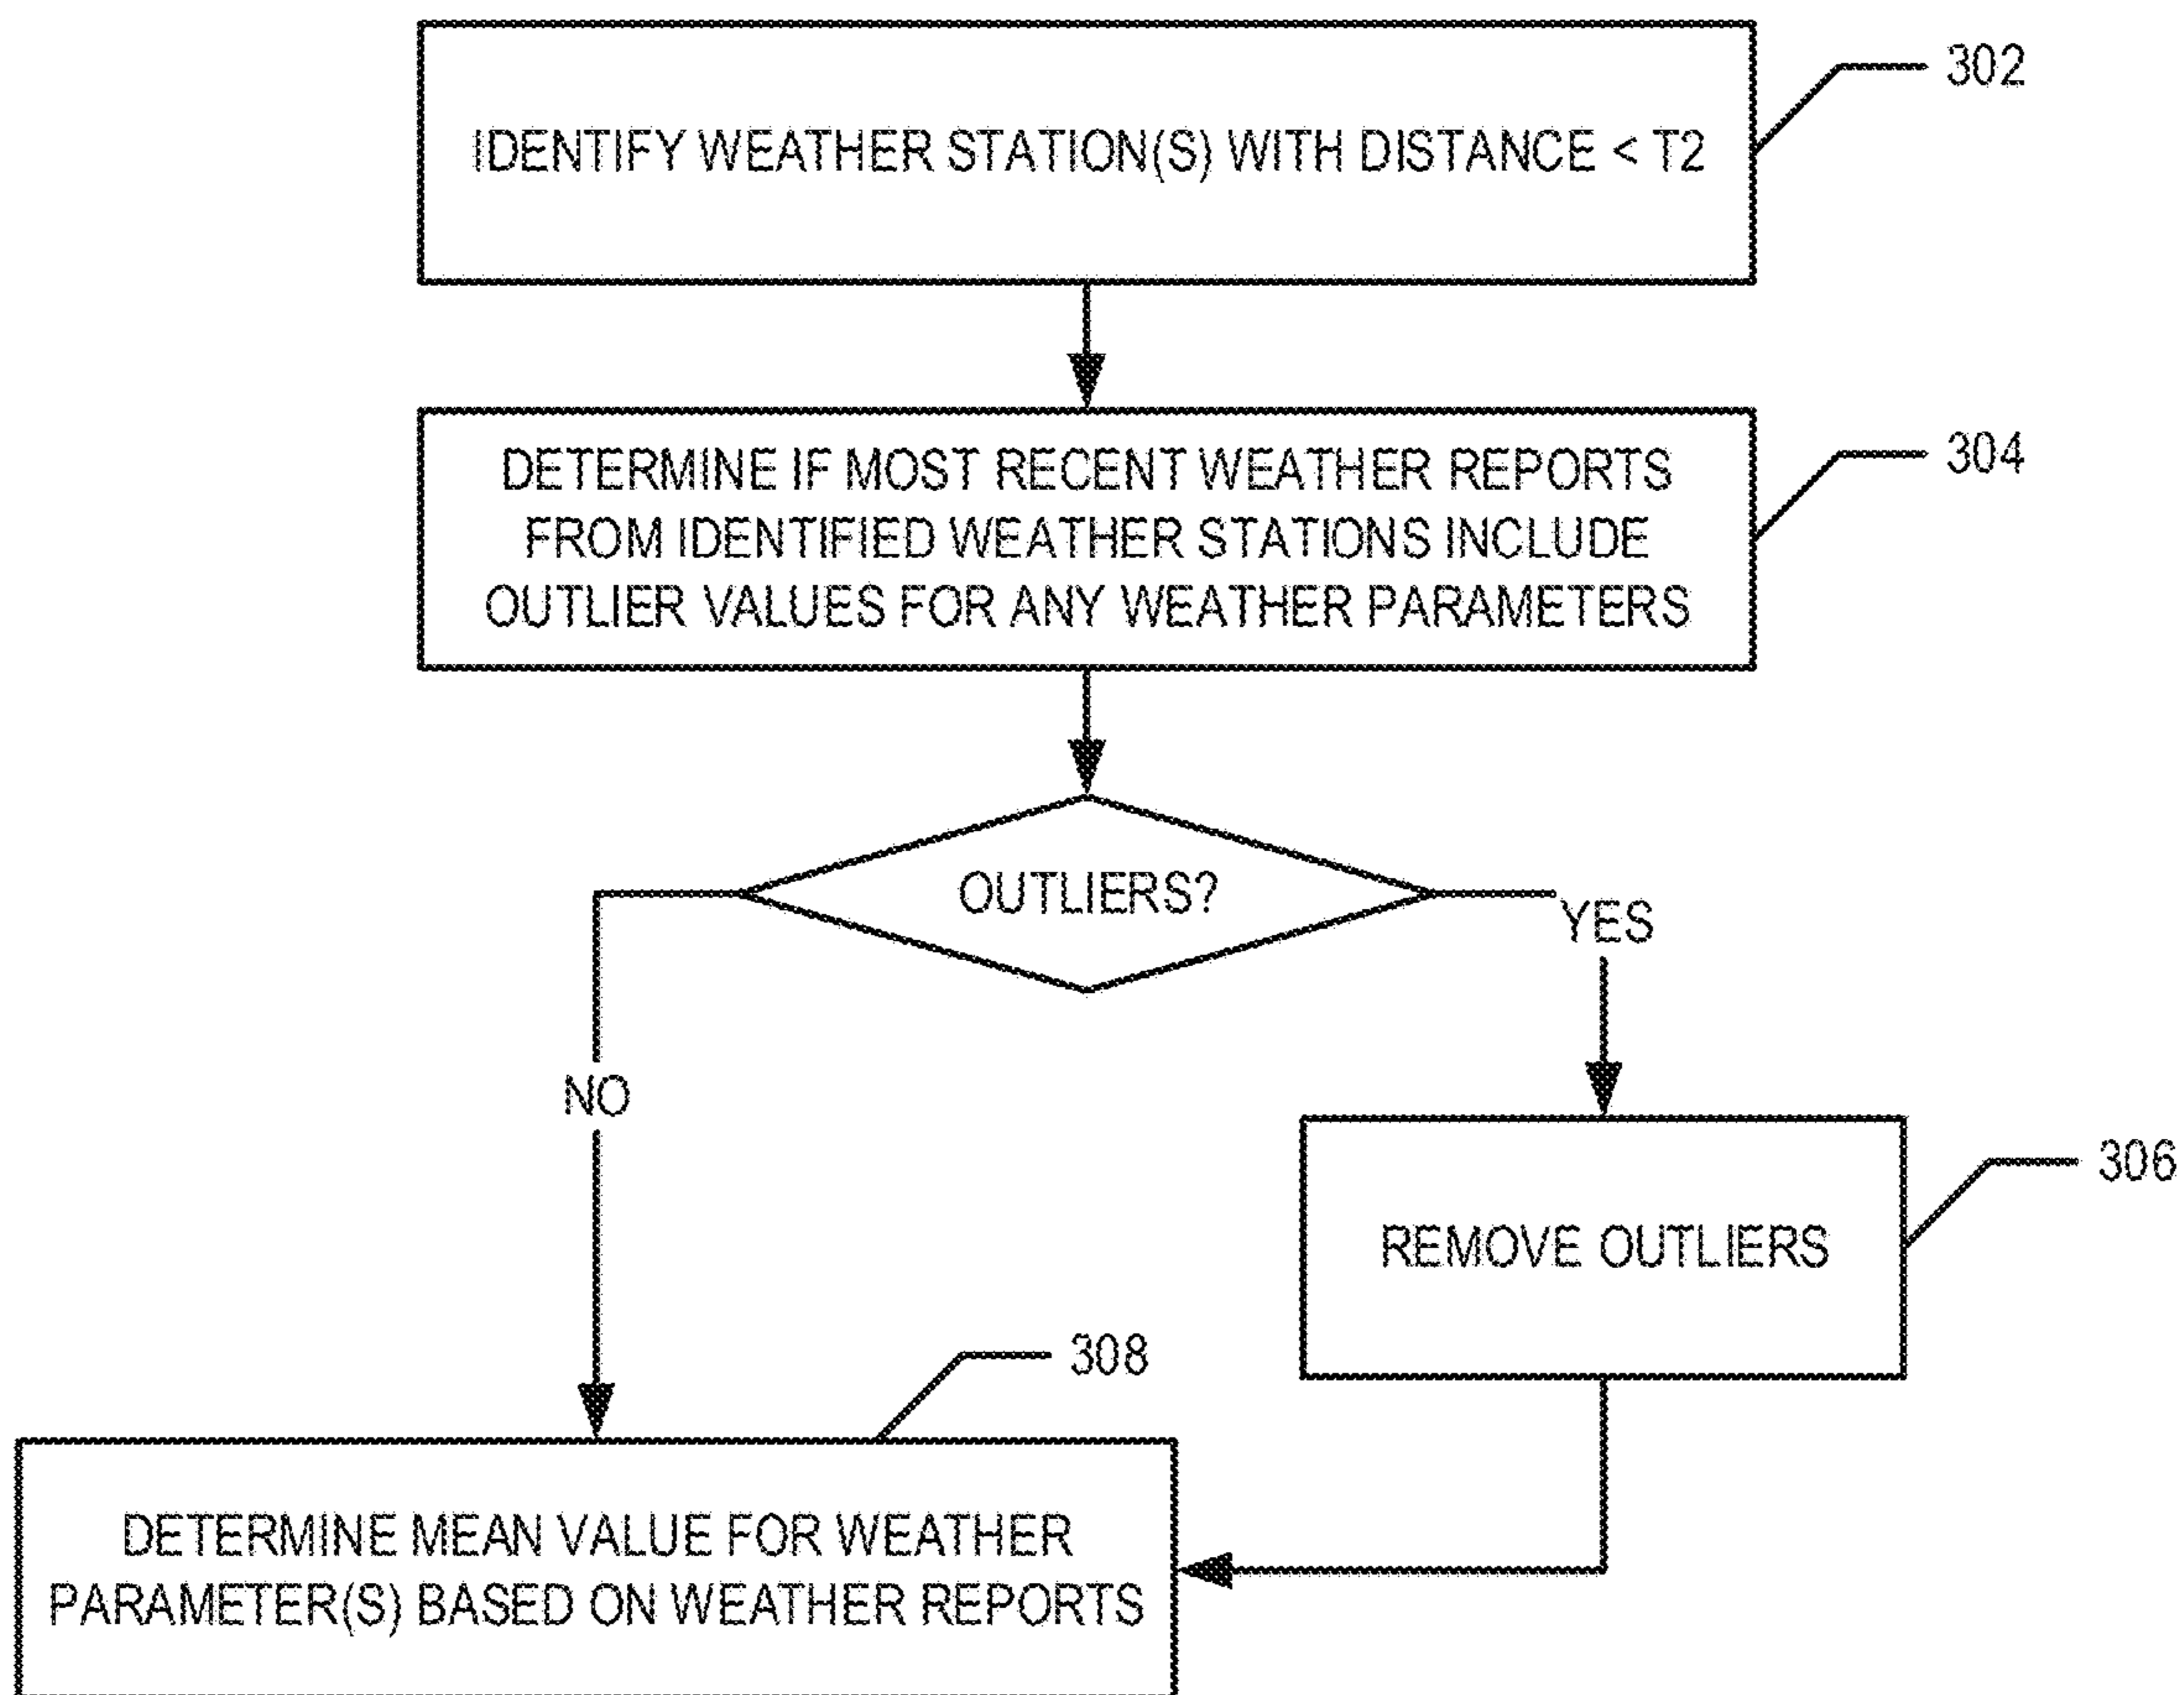 302
IDENTIFY WEATHER STATION(S) WITH DISTANCE < T2
304
DETERMINE IF MOST RECENT WEATHER REPORTS
FROM IDENTIFIED WEATHER STATIONS INCLUDE
OUTLIER VALUES FOR ANY WEATHER PARAMETERS
OUTLIERS?
YES
NO
306
REMOVE OUTLIERS
308
DETERMINE MEAN VALUE FOR WEATHER
PARAMETER(S) BASED ON WEATHER REPORTS